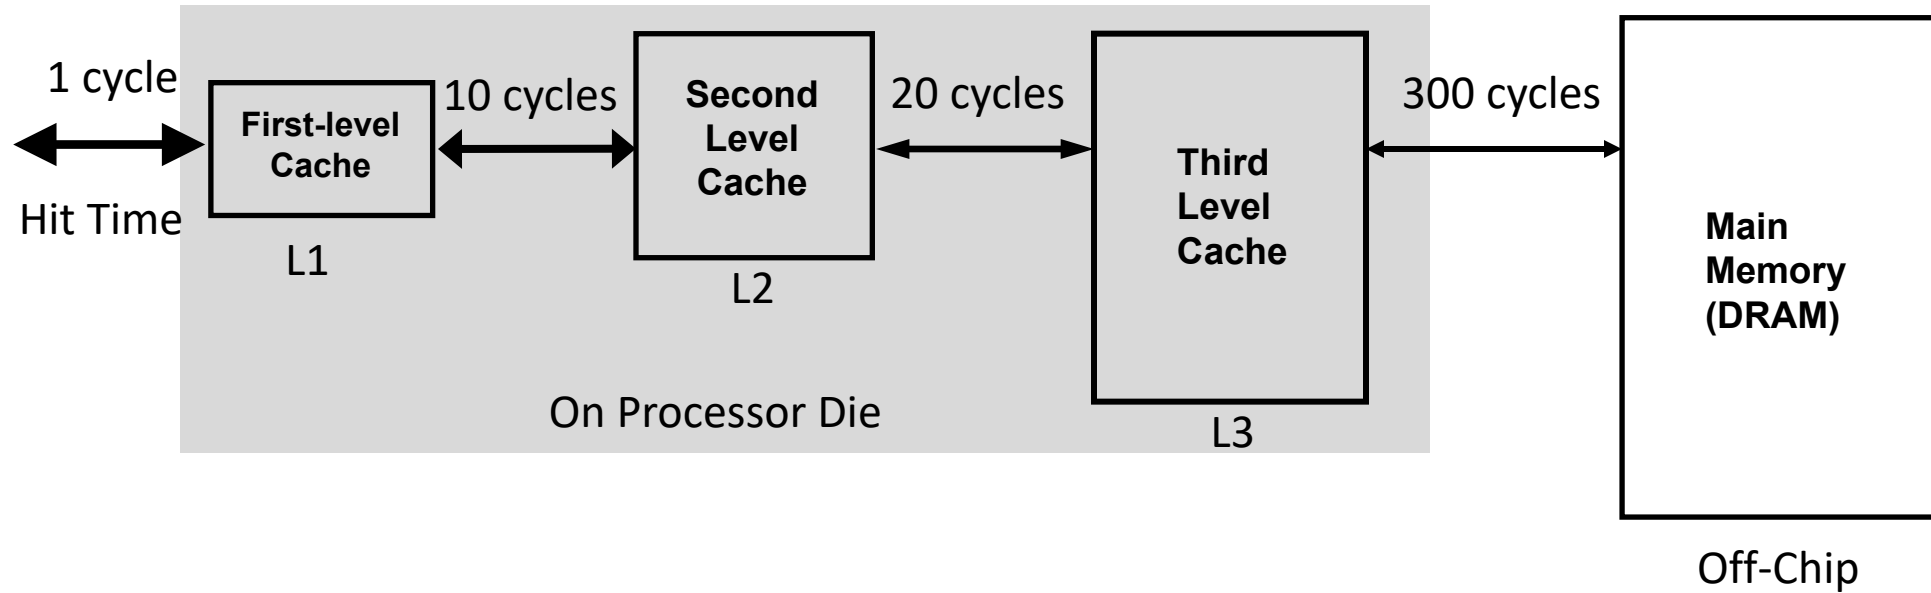 1 cycle
Hit Time
First-level
Cache
L1
10 cycles
Second
Level
Cache
L2
20 cycles
Third
Level
Cache
L3
On Processor Die
300 cycles
Main
Memory
(DRAM)
Off-Chip